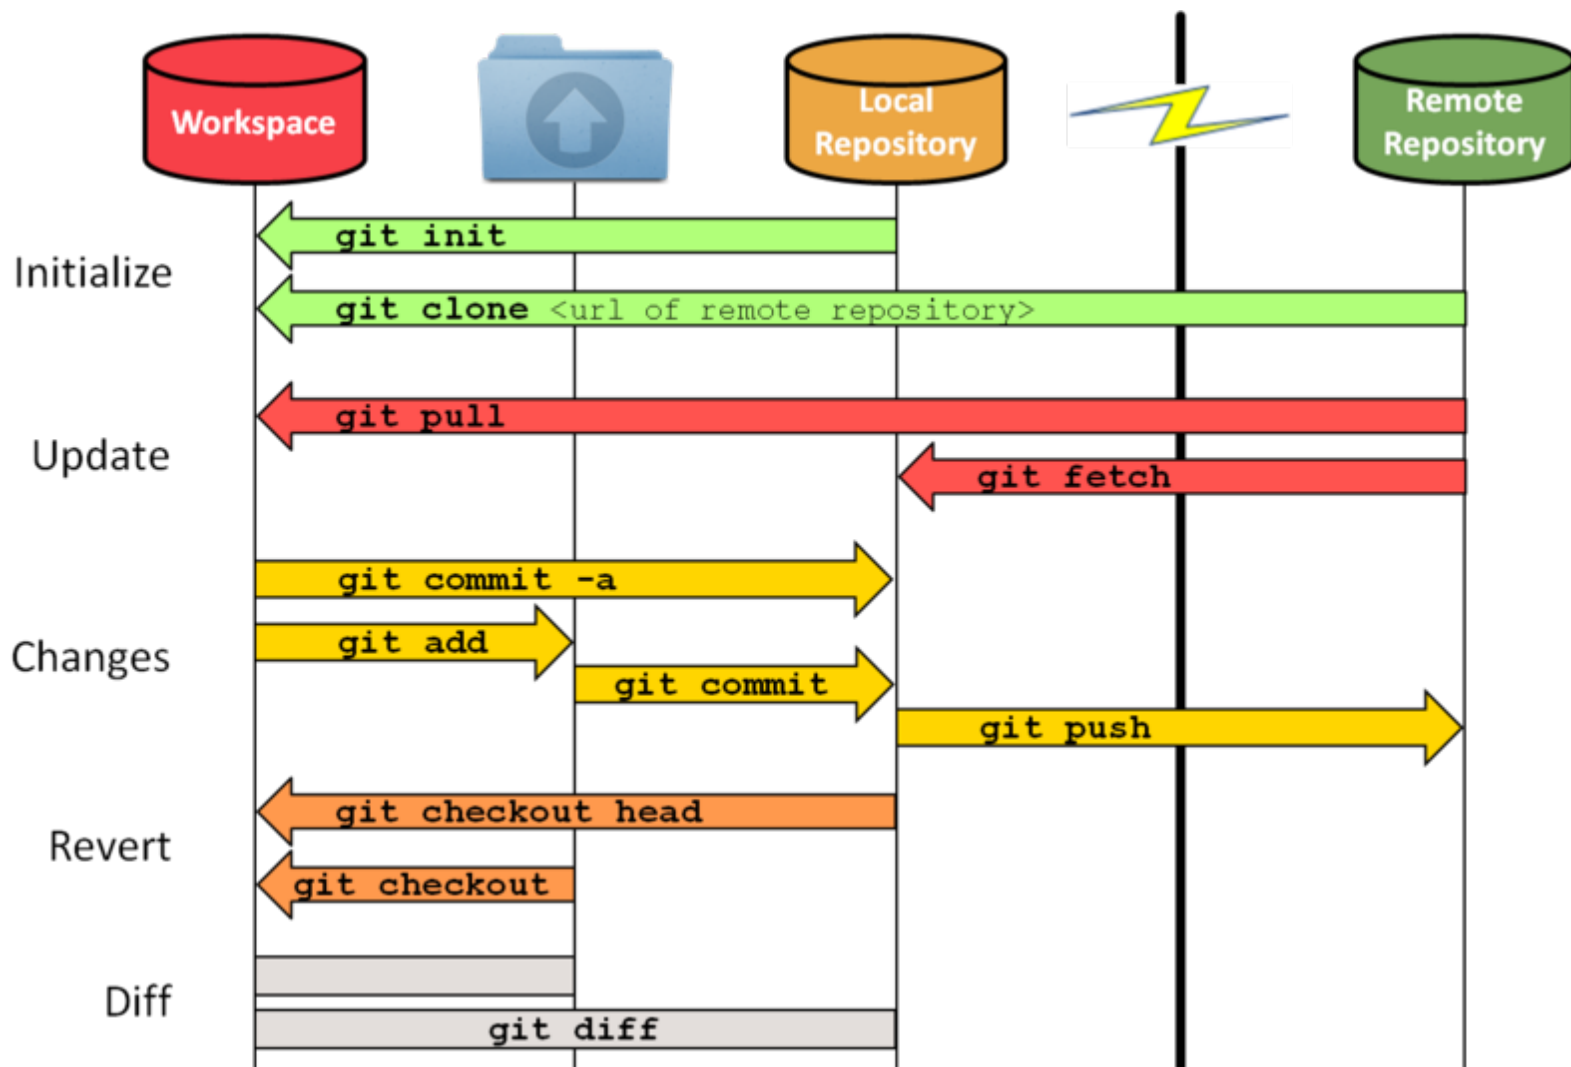 Workspace
Local
Repository
Remote
Repository
Initialize
git init
git clone <url of remote repository>
Update
git pull
git fetch
Changes
git commit -a
git add
git commit
git push
Revert
git checkout head
git checkout
Diff
git diff